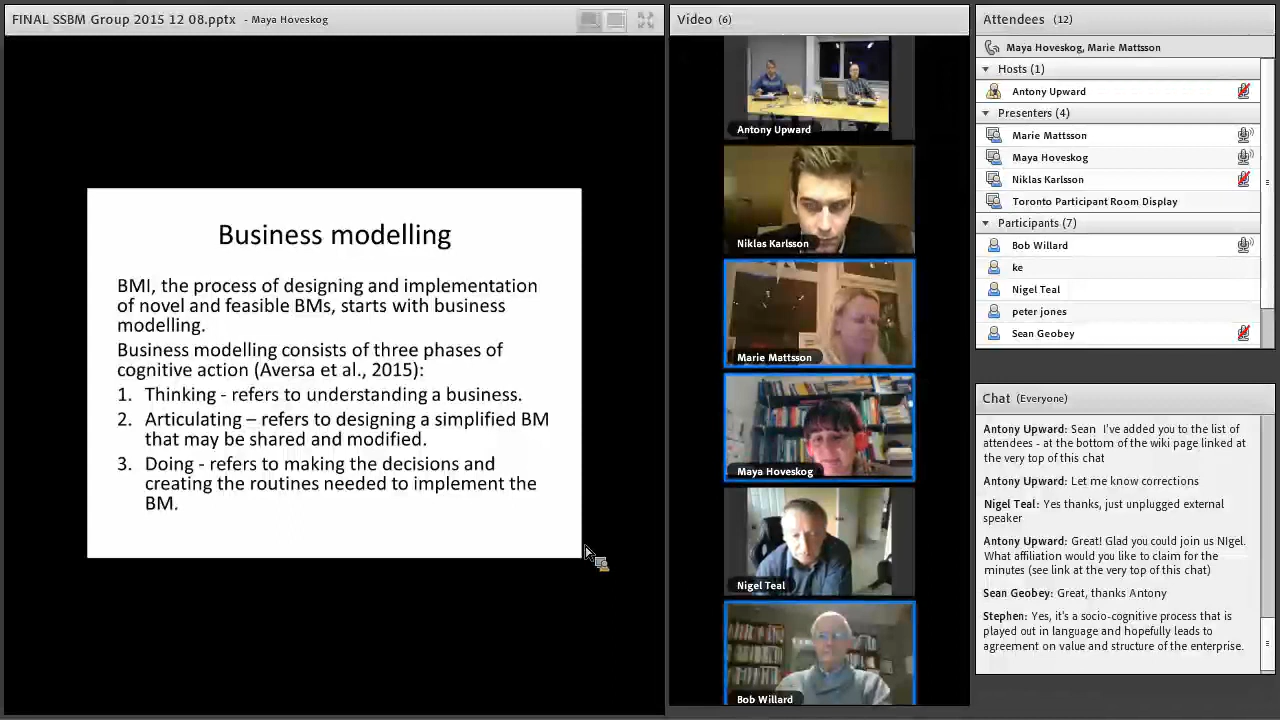 FINAL SSBM Group 2015 12 08.pptx - Maya Hoveskog
Business modelling
BMI, the process of designing and implementation
of novel and feasible BMs, starts with business
modelling.
Business modelling consists of three phases of
cognitive action (Aversa et al., 2015):
1. Thinking - refers to understanding a business.
2. Articulating – refers to designing a simplified BM
that may be shared and modified.
3. Doing - refers to making the decisions and
creating the routines needed to implement the
BM.
Video (6)
Antony Upward
Niklas Karlsson
Marie Mattsson
Maya Hoveskog
Nigel Teal
Bob Willard
Attendees (12)
Maya Hoveskog, Marie Mattsson
Hosts (1)
Antony Upward
Presenters (4)
Marie Mattsson
Maya Hoveskog
Niklas Karlsson
Toronto Participant Room Display
Participants (7)
Bob Willard
ke
Nigel Teal
peter jones
Sean Geobey
Chat (Everyone)
Antony Upward: Sean I've added you to the list of
attendees - at the bottom of the wiki page linked at
the very top of this chat
Antony Upward: Let me know corrections
Nigel Teal: Yes thanks, just unplugged external
speaker
Antony Upward: Great! Glad you could join us NIgel.
What affiliation would you like to claim for the
minutes (see link at the very top of this chat)
Sean Geobey: Great, thanks Antony
Stephen: Yes, it's a socio-cognitive process that is
played out in language and hopefully leads to
agreement on value and structure of the enterprise.